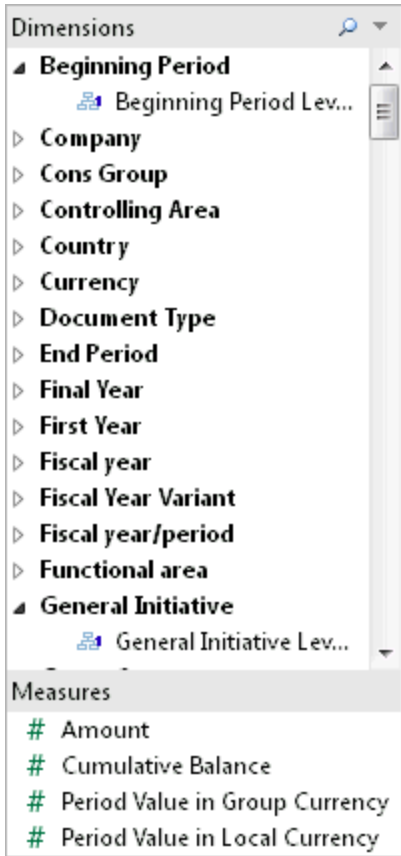 Dimensions
Beginning Period
Beginning Period Lev...
Company
Cons Group
Controlling Area
Country
Currency
Document Type
End Period
Final Year
First Year
Fiscal year
Fiscal Year Variant
Fiscal year/period
Functional area
General Initiative
General Initiative Lev...
Measures
# Amount
# Cumulative Balance
# Period Value in Group Currency
# Period Value in Local Currency